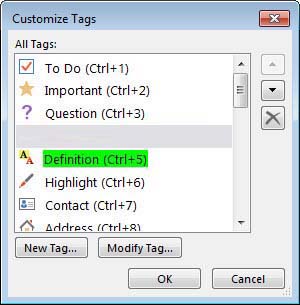 Customize Tags
All Tags:
To Do (Ctrl+1)
Important (Ctrl+2)
Question (Ctrl+3)
Definition (Ctrl+5)
Highlight (Ctrl+6)
Contact (Ctrl+7)
Address (Ctrl+8)
New Tag...
Modify Tag...
OK
Cancel